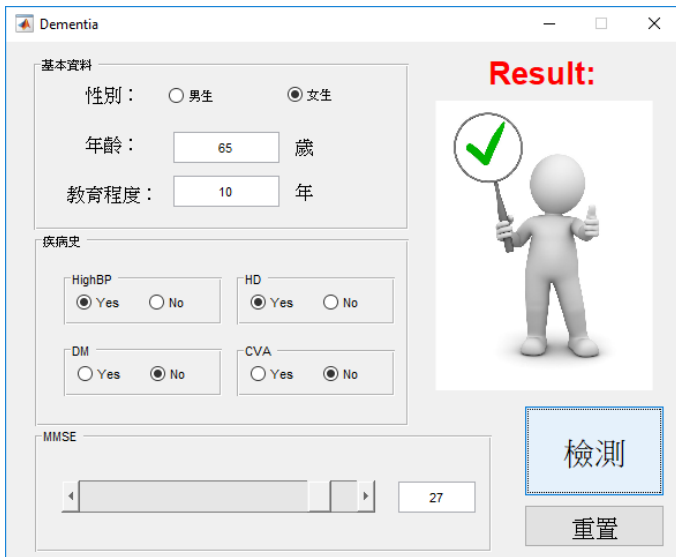 Dementia
基本資料
性別： 男生 女生
年齡： 65 歲
教育程度： 10 年
疾病史
HighBP
Yes No
HD
Yes No
DM
Yes No
CVA
Yes No
MMSE
27
Result:
檢測
重置